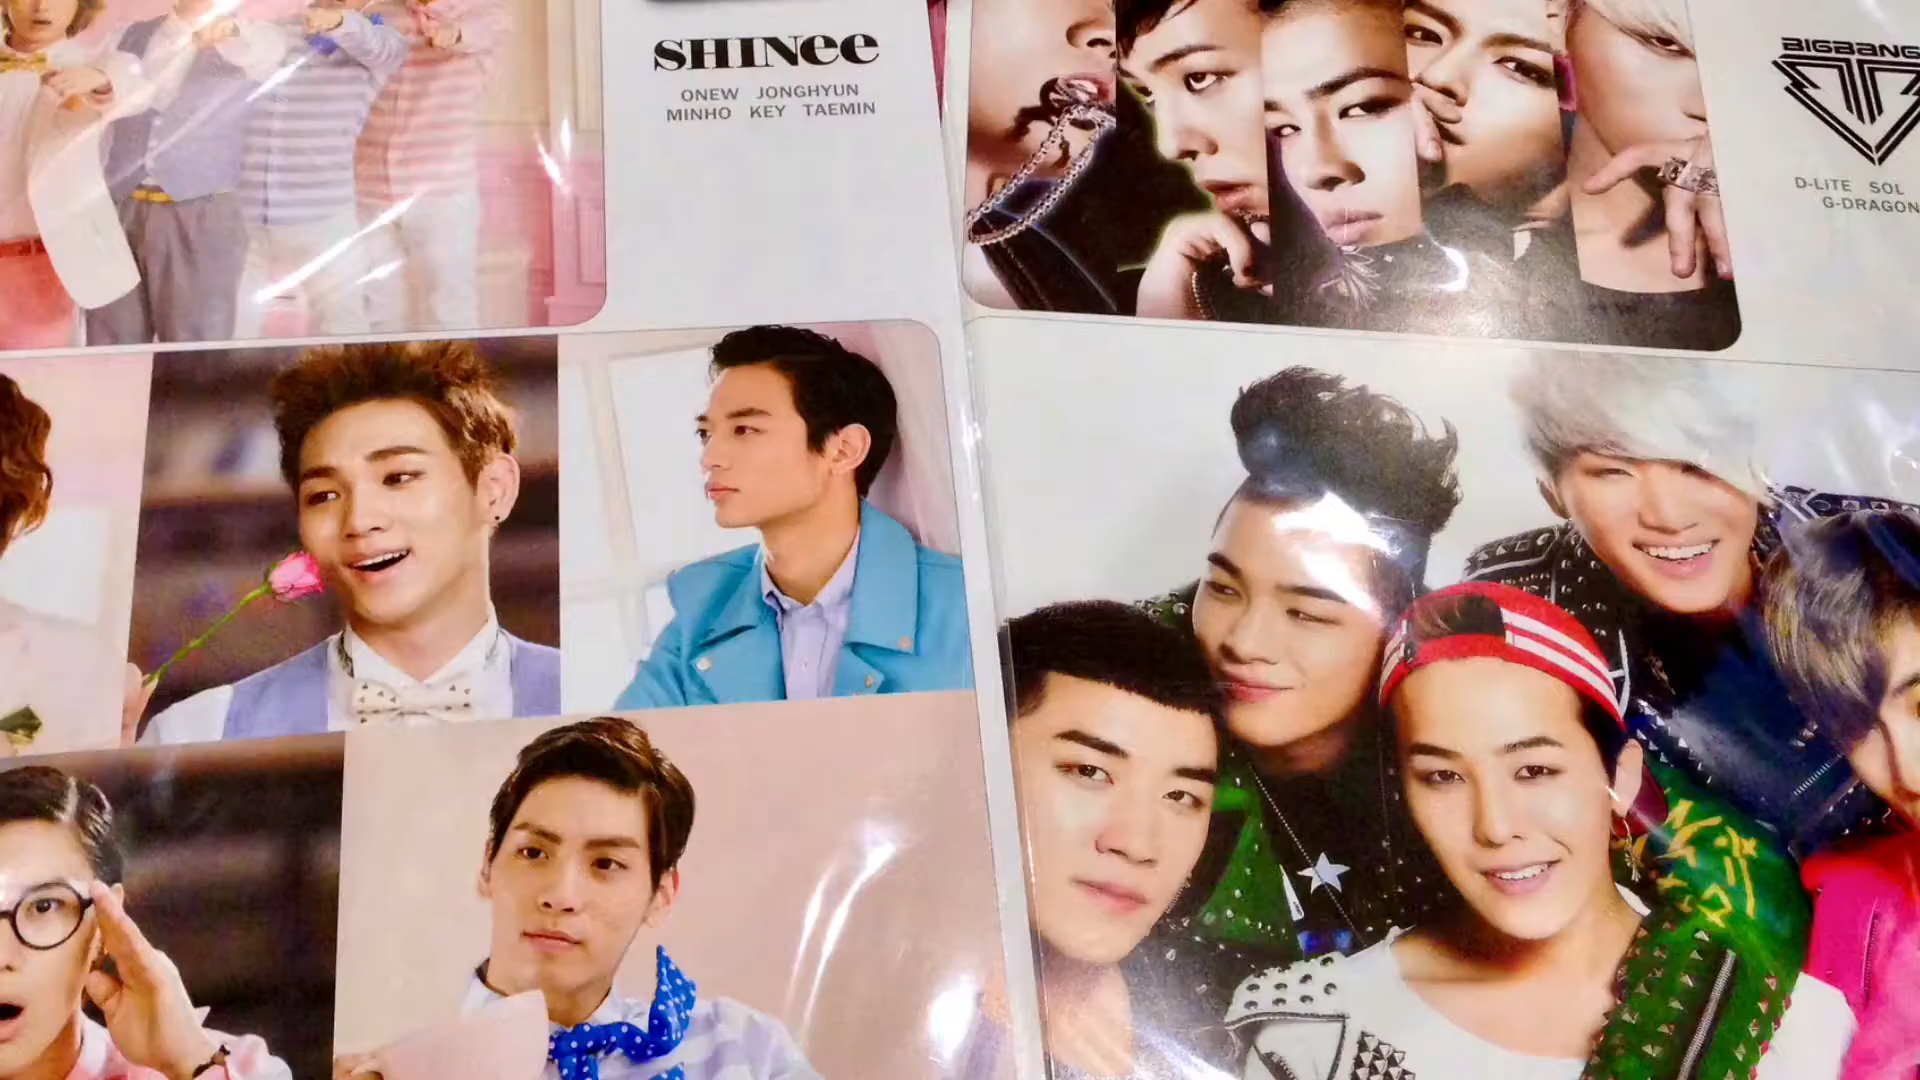 SHINee
ONEW JONGHYUN
MINHO KEY TAEMIN
BIGBANG
D-LITE SOL
G-DRAGON